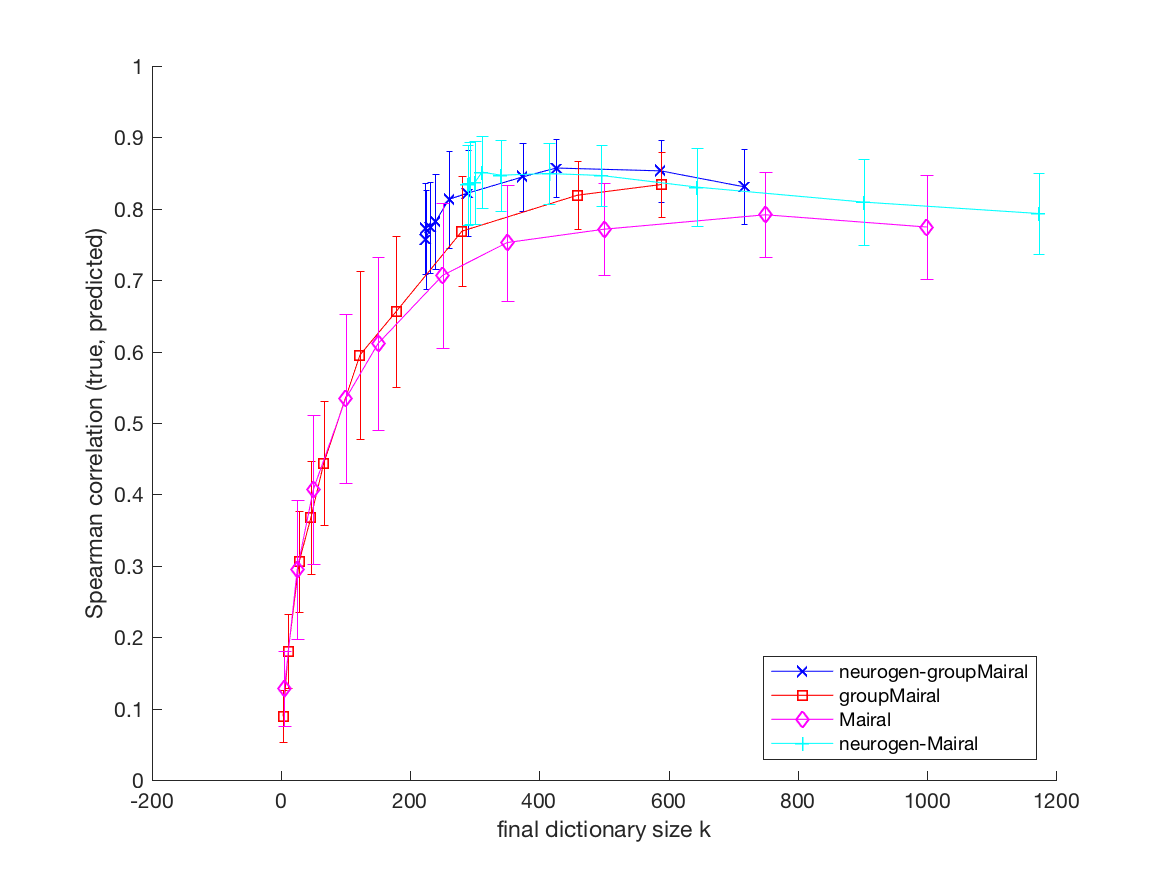 1
0.9
0.8
0.7
0.6
0.5
0.4
0.3
0.2
0.1
0
Spearman correlation (true, predicted)
-200 0 200 400 600 800 1000 1200
final dictionary size k
neurogen-groupMairal
groupMairal
Mairal
neurogen-Mairal